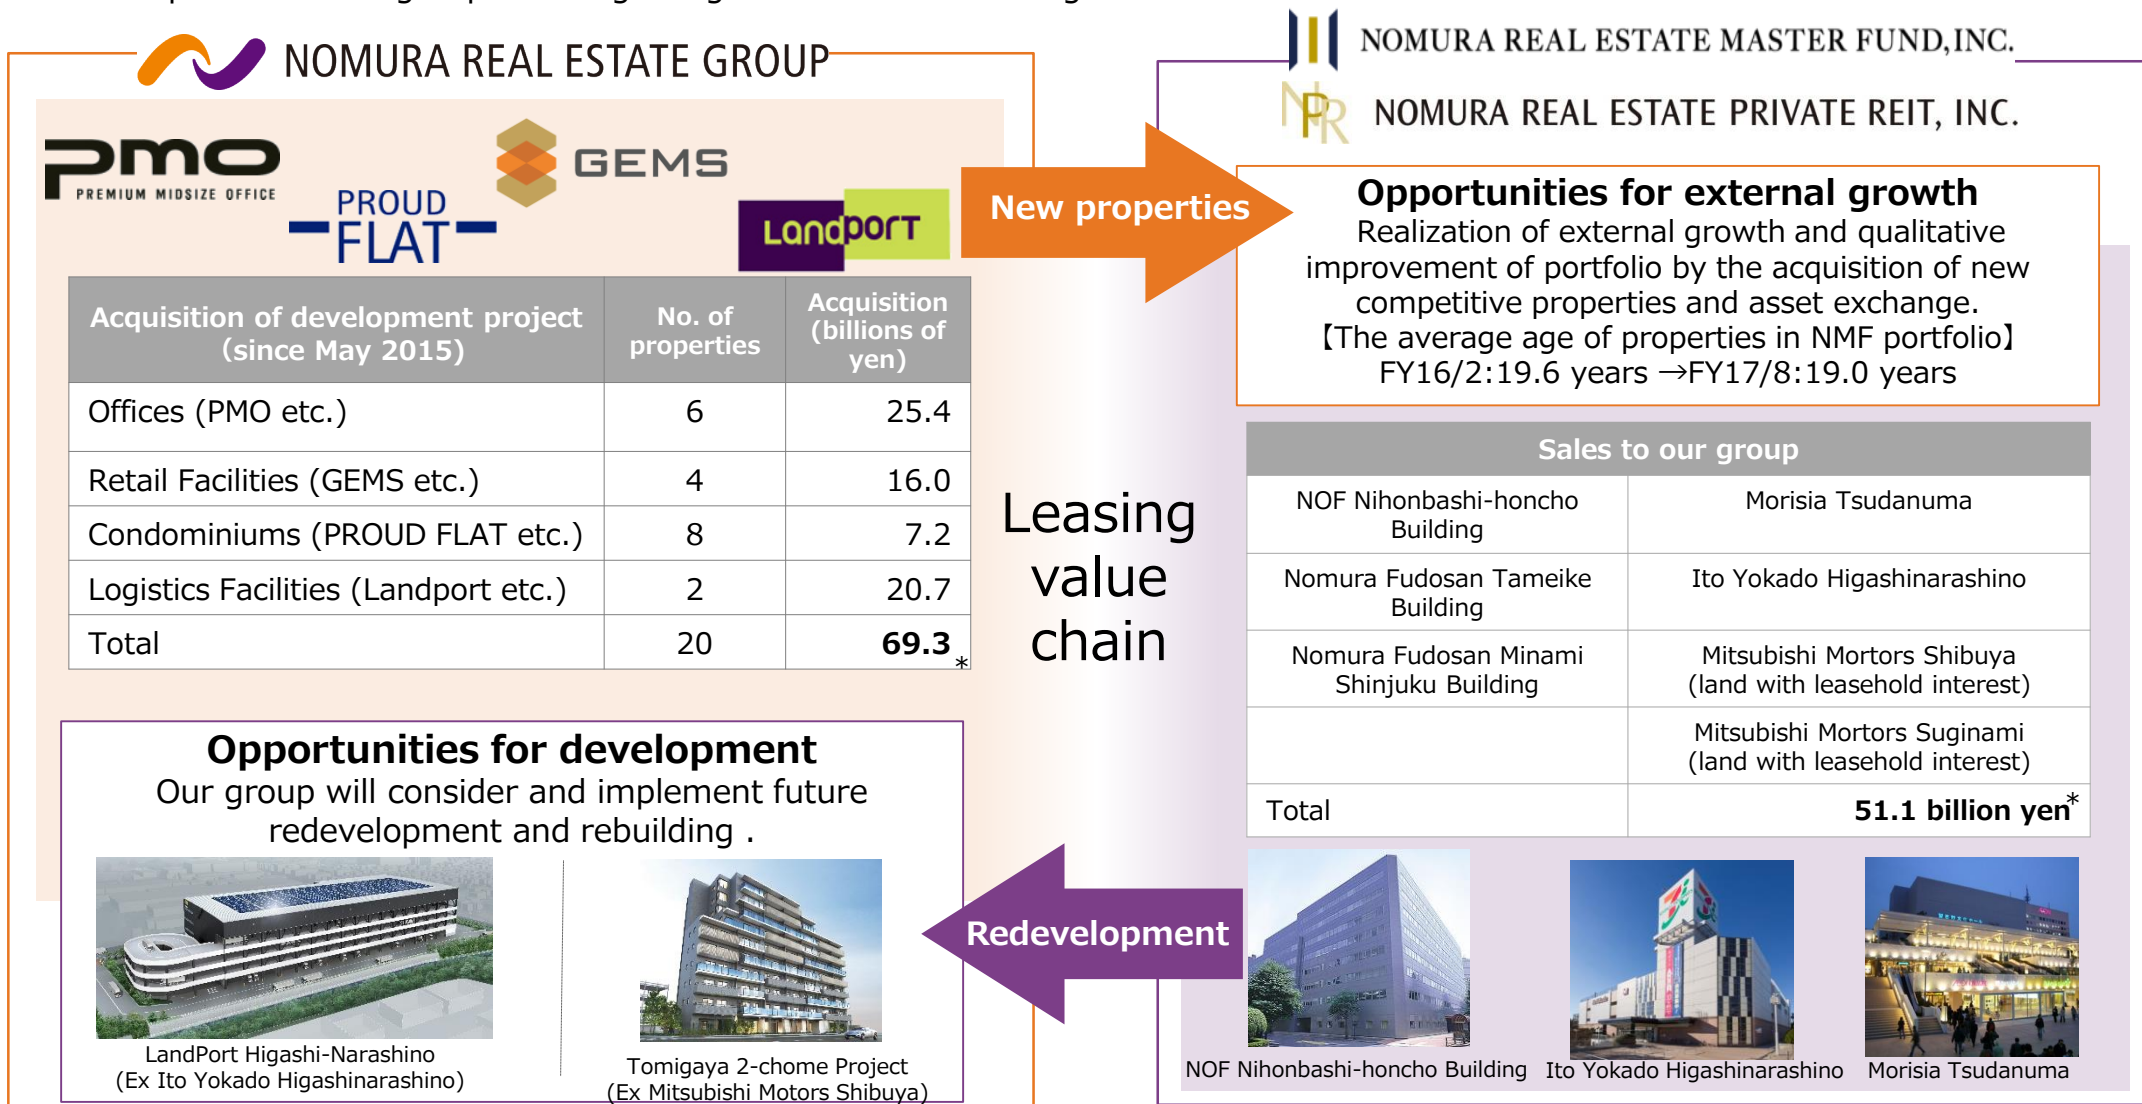 NOMURA REAL ESTATE GROUP
pmo
PREMIUM MIDSIZE OFFICE
PROUD
FLAT
GEMS
Landport
Acquisition of development project
(since May 2015)
No. of
properties
Acquisition
(billions of
yen)
Offices (PMO etc.)
6
25.4
Retail Facilities (GEMS etc.)
4
16.0
Condominiums (PROUD FLAT etc.)
8
7.2
Logistics Facilities (Landport etc.)
2
20.7
Total
20
69.3
*
Opportunities for development
Our group will consider and implement future
redevelopment and rebuilding .
LandPort Higashi-Narashino
(Ex Ito Yokado Higashinarashino)
Tomigaya 2-chome Project
(Ex Mitsubishi Motors Shibuya)
New properties
Leasing
value
chain
Redevelopment
NOMURA REAL ESTATE MASTER FUND,INC.
NPR
NOMURA REAL ESTATE PRIVATE REIT, INC.
Opportunities for external growth
Realization of external growth and qualitative
improvement of portfolio by the acquisition of new
competitive properties and asset exchange.
【The average age of properties in NMF portfolio】
FY16/2:19.6 years →FY17/8:19.0 years
Sales to our group
NOF Nihonbashi-honcho
Building
Morisia Tsudanuma
Nomura Fudosan Tameike
Building
Ito Yokado Higashinarashino
Nomura Fudosan Minami
Shinjuku Building
Mitsubishi Mortors Shibuya
(land with leasehold interest)
Mitsubishi Mortors Suginami
(land with leasehold interest)
Total
51.1 billion yen*
NOF Nihonbashi-honcho Building
Ito Yokado Higashinarashino
Morisia Tsudanuma